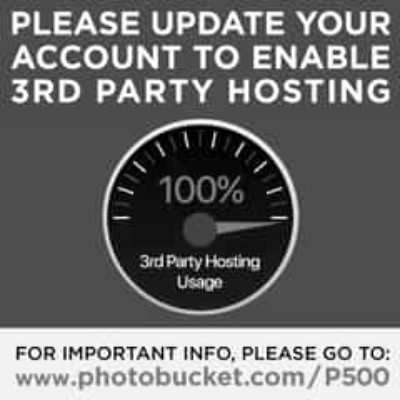 PLEASE UPDATE YOUR
ACCOUNT TO ENABLE
3RD PARTY HOSTING
100%
3rd Party Hosting
Usage
FOR IMPORTANT INFO, PLEASE GO TO:
www.photobucket.com/P500